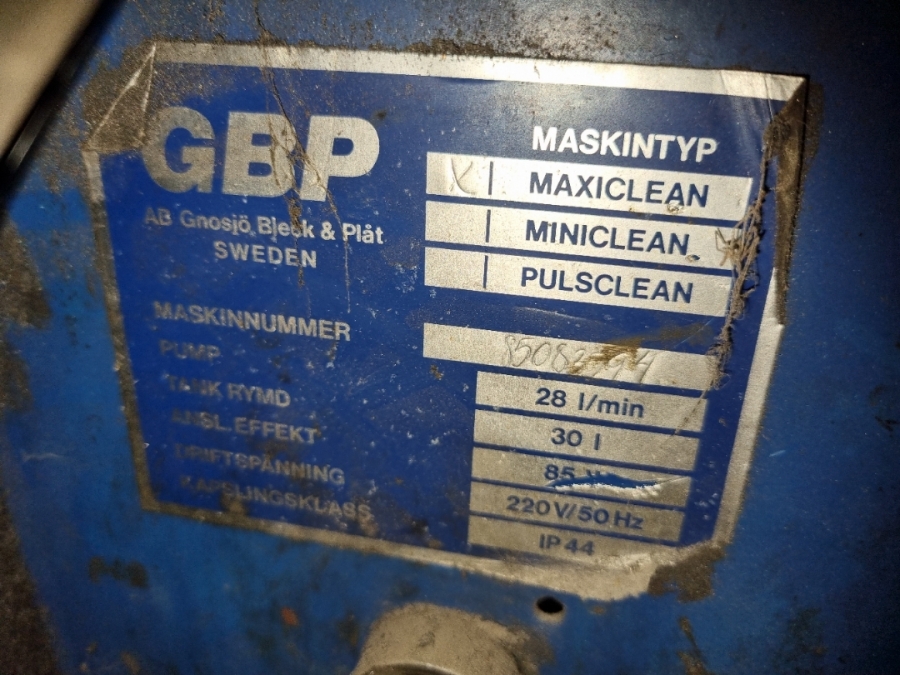 GBP
AB Gnosjö Bleck & Plåt
SWEDEN
MASKINTYP
X MAXICLEAN
MINICLEAN
PULSCLEAN
MASKINNUMMER
PUMP 28 l/min
TANK RYMD 30 l
ANSL.EFFEKT 85
DRIFTSPÄNNING 220V/50Hz
KAPSLINGSKLASS IP44